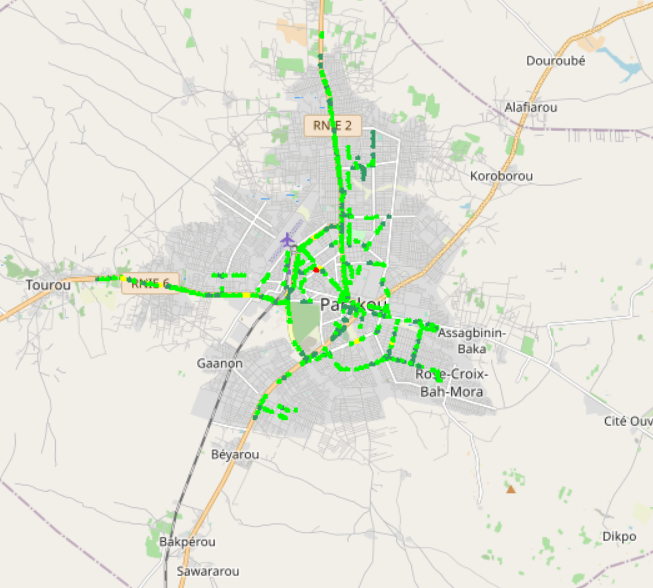 Douroubé
Alafiarou
RNIE 2
Koroborou
Tourou
RNIE 6
Parakou
Assagbinin-
Baka
Gaanon
Rose-Croix-
Bah-Mora
Cité Ouv
Béyarou
Dikpo
Bakpérou
Sawararou